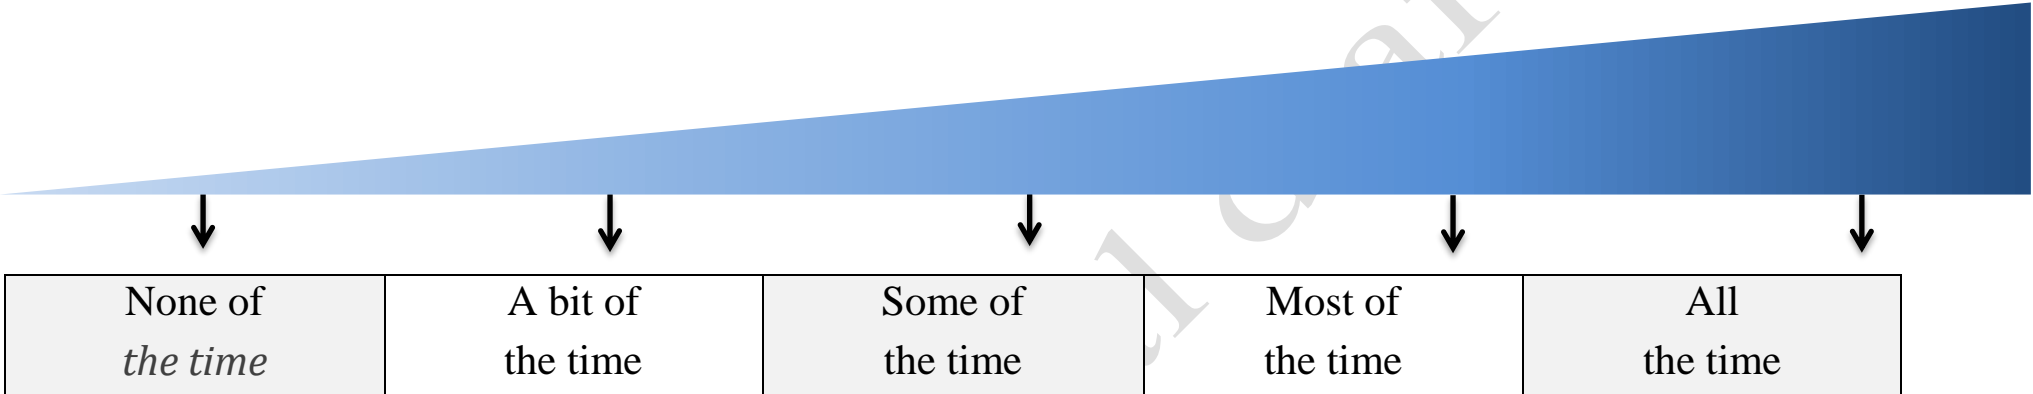 None of
the time
A bit of
the time
Some of
the time
Most of
the time
All
the time